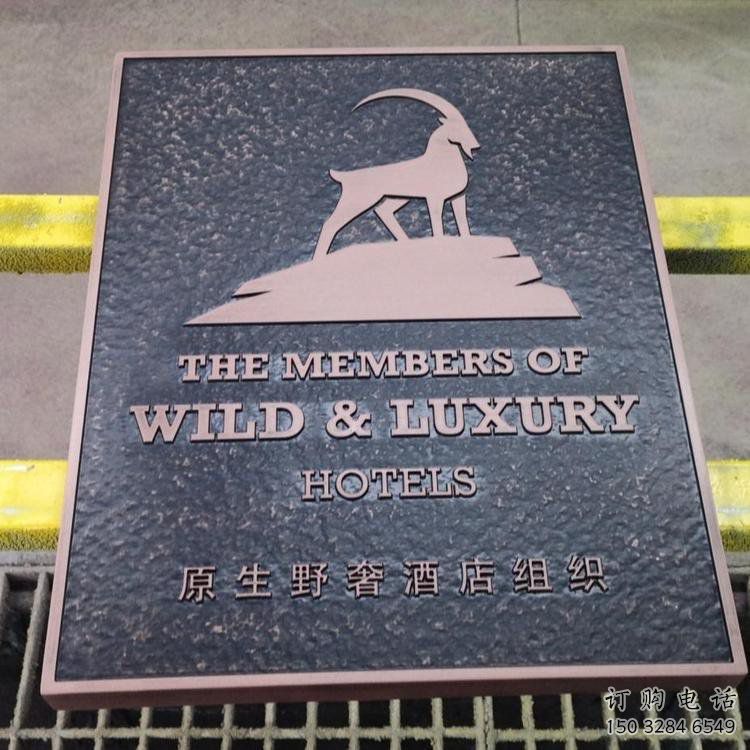 THE MEMBERS OF
WILD & LUXURY
HOTELS
原生野奢酒店组织
订购电话
150 3284 6549